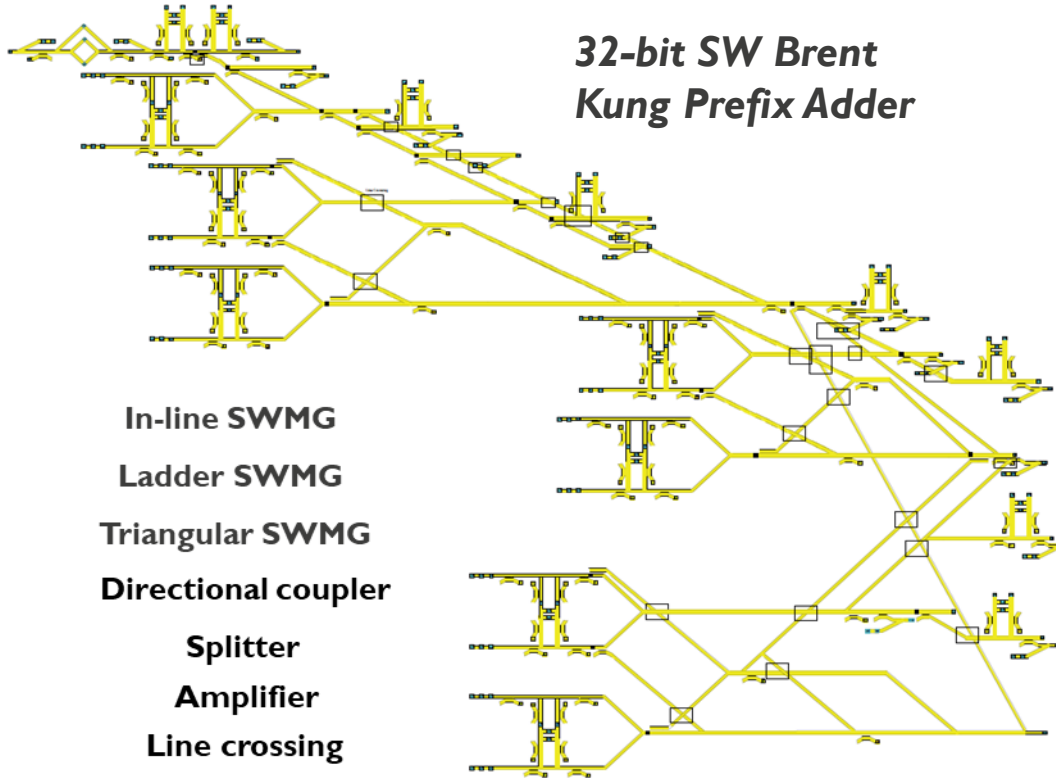 32-bit SW Brent
Kung Prefix Adder
In-line SWMG
Ladder SWMG
Triangular SWMG
Directional coupler
Splitter
Amplifier
Line crossing